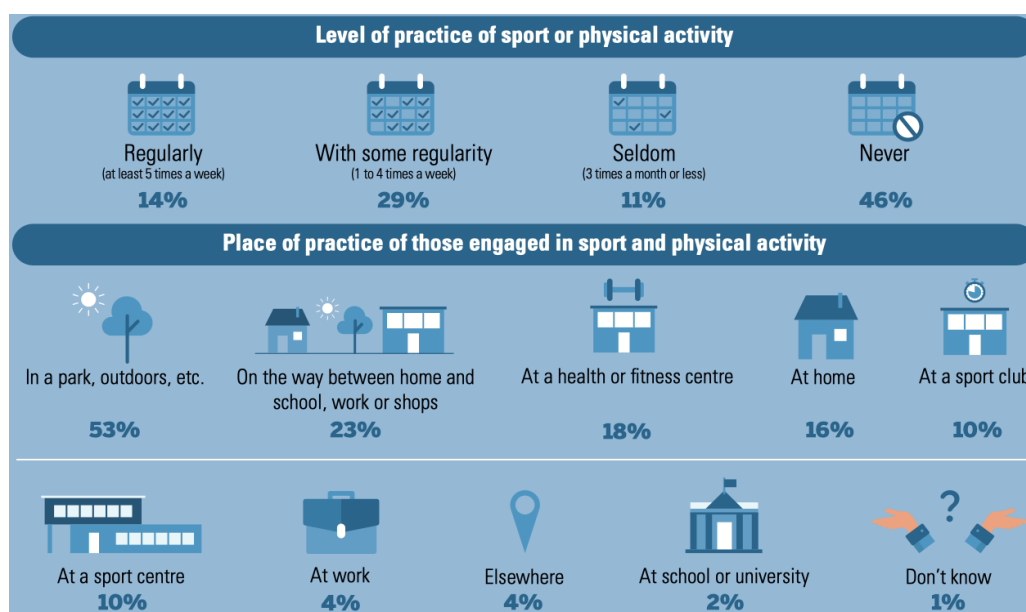 Level of practice of sport or physical activity
Regularly
(at least 5 times a week)
14%
With some regularity
(1 to 4 times a week)
29%
Seldom
(3 times a month or less)
11%
Never
46%
Place of practice of those engaged in sport and physical activity
In a park, outdoors, etc.
53%
On the way between home and
school, work or shops
23%
At a health or fitness centre
18%
At home
16%
At a sport club
10%
At a sport centre
10%
At work
4%
Elsewhere
4%
At school or university
2%
?
Don't know
1%